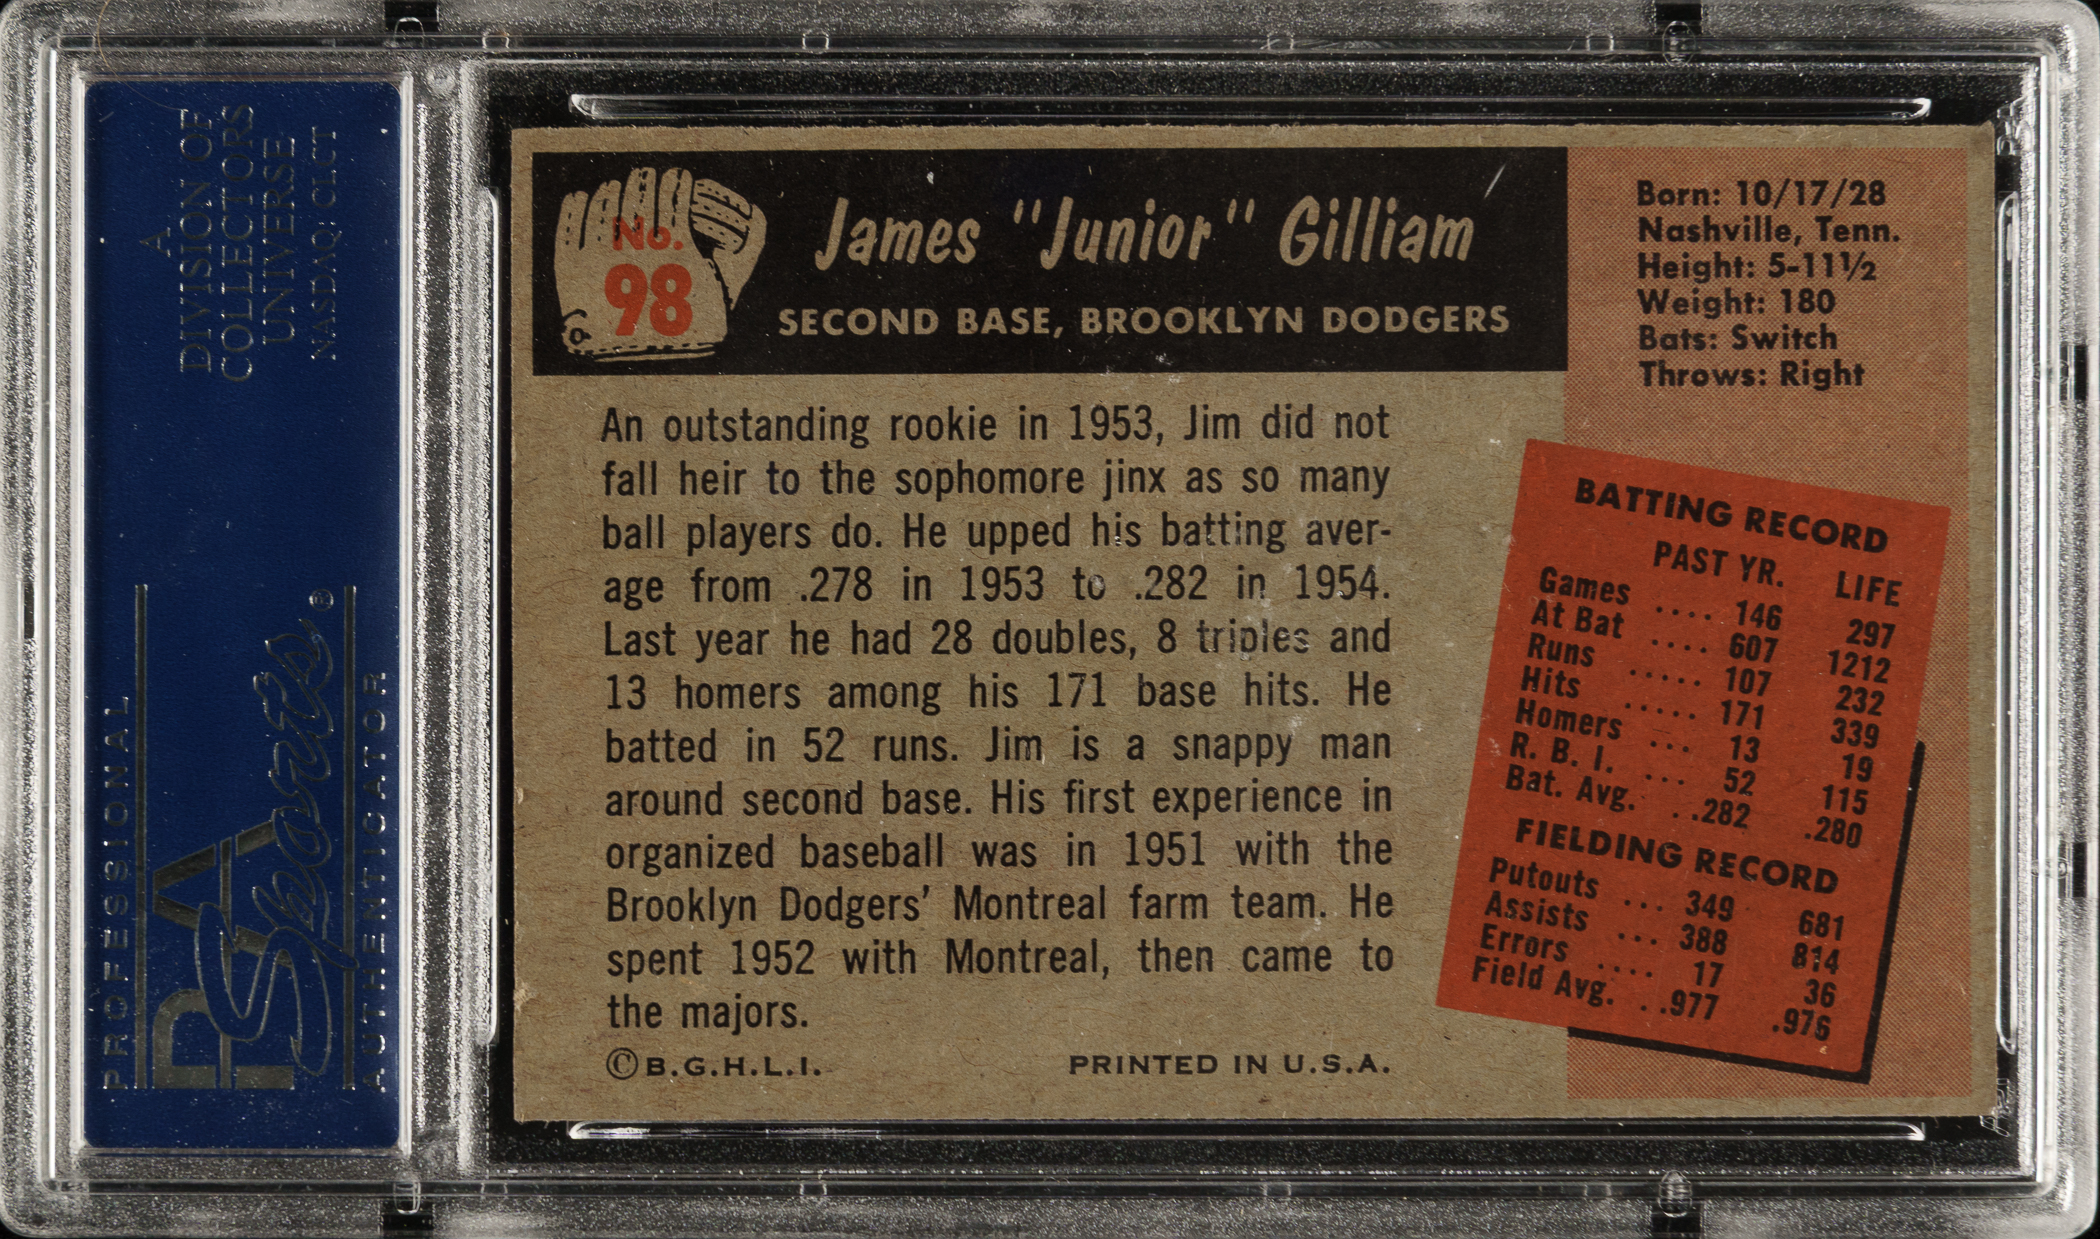 A
DIVISION OF
COLLECTORS
UNIVERSE
NASDAQ: CLCT
PROFESSIONAL
PSA
Sports®
AUTHENTICATOR
No.
98
James "Junior" Gilliam
SECOND BASE, BROOKLYN DODGERS
Born: 10/17/28
Nashville, Tenn.
Height: 5-11½
Weight: 180
Bats: Switch
Throws: Right
An outstanding rookie in 1953, Jim did not
fall heir to the sophomore jinx as so many
ball players do. He upped his batting aver-
age from .278 in 1953 to .282 in 1954.
Last year he had 28 doubles, 8 triples and
13 homers among his 171 base hits. He
batted in 52 runs. Jim is a snappy man
around second base. His first experience in
organized baseball was in 1951 with the
Brooklyn Dodgers' Montreal farm team. He
spent 1952 with Montreal, then came to
the majors.
©B.G.H.L.I. PRINTED IN U.S.A.
BATTING RECORD
PAST YR. LIFE
Games .... 146 297
At Bat .... 607 1212
Runs ..... 107 232
Hits ..... 171 339
Homers ... 13 19
R. B. I. ... 52 115
Bat. Avg. . .282 .280
FIELDING RECORD
Putouts ... 349 681
Assists ... 388 814
Errors .... 17 36
Field Avg. . .977 .976